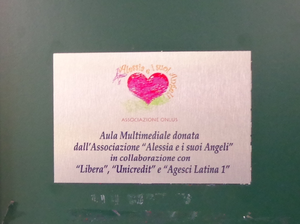 Alessia e i suoi Angeli
ASSOCIAZIONE ONLUS
Aula Multimediale donata
dall'Associazione "Alessia e i suoi Angeli"
in collaborazione con
"Libera", "Unicredit" e "Agesci Latina 1"